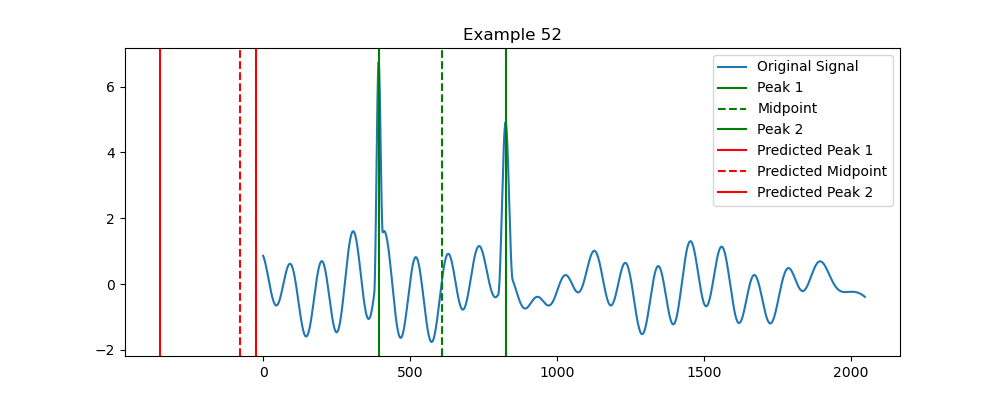 Example 52
Original Signal
Peak 1
Midpoint
Peak 2
Predicted Peak 1
Predicted Midpoint
Predicted Peak 2
6
4
2
0
−2
0 500 1000 1500 2000